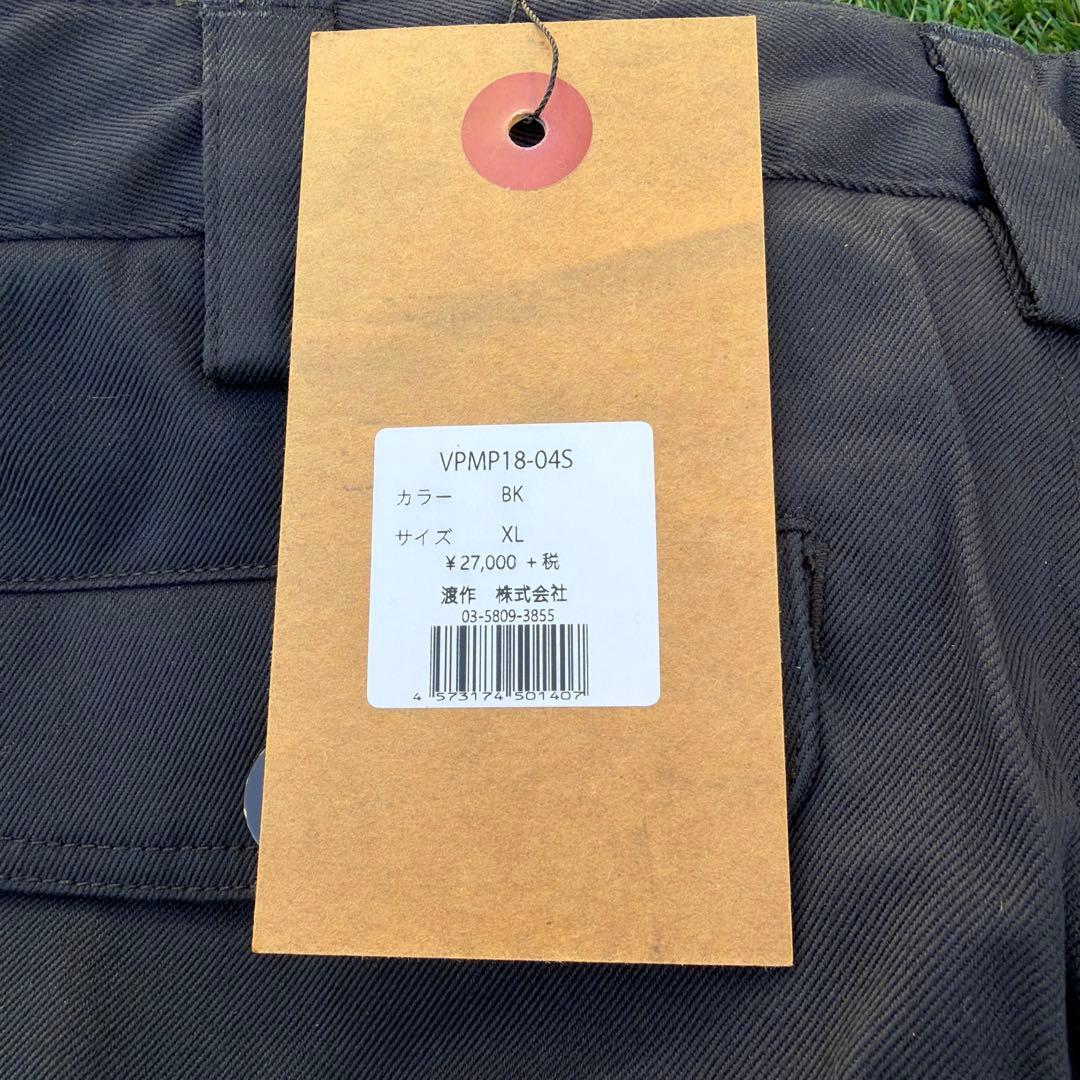 VPMP18-04S
カラー BK
サイズ XL
¥27,000 +税
渡作 株式会社
03-5809-3855
4 573174 501407